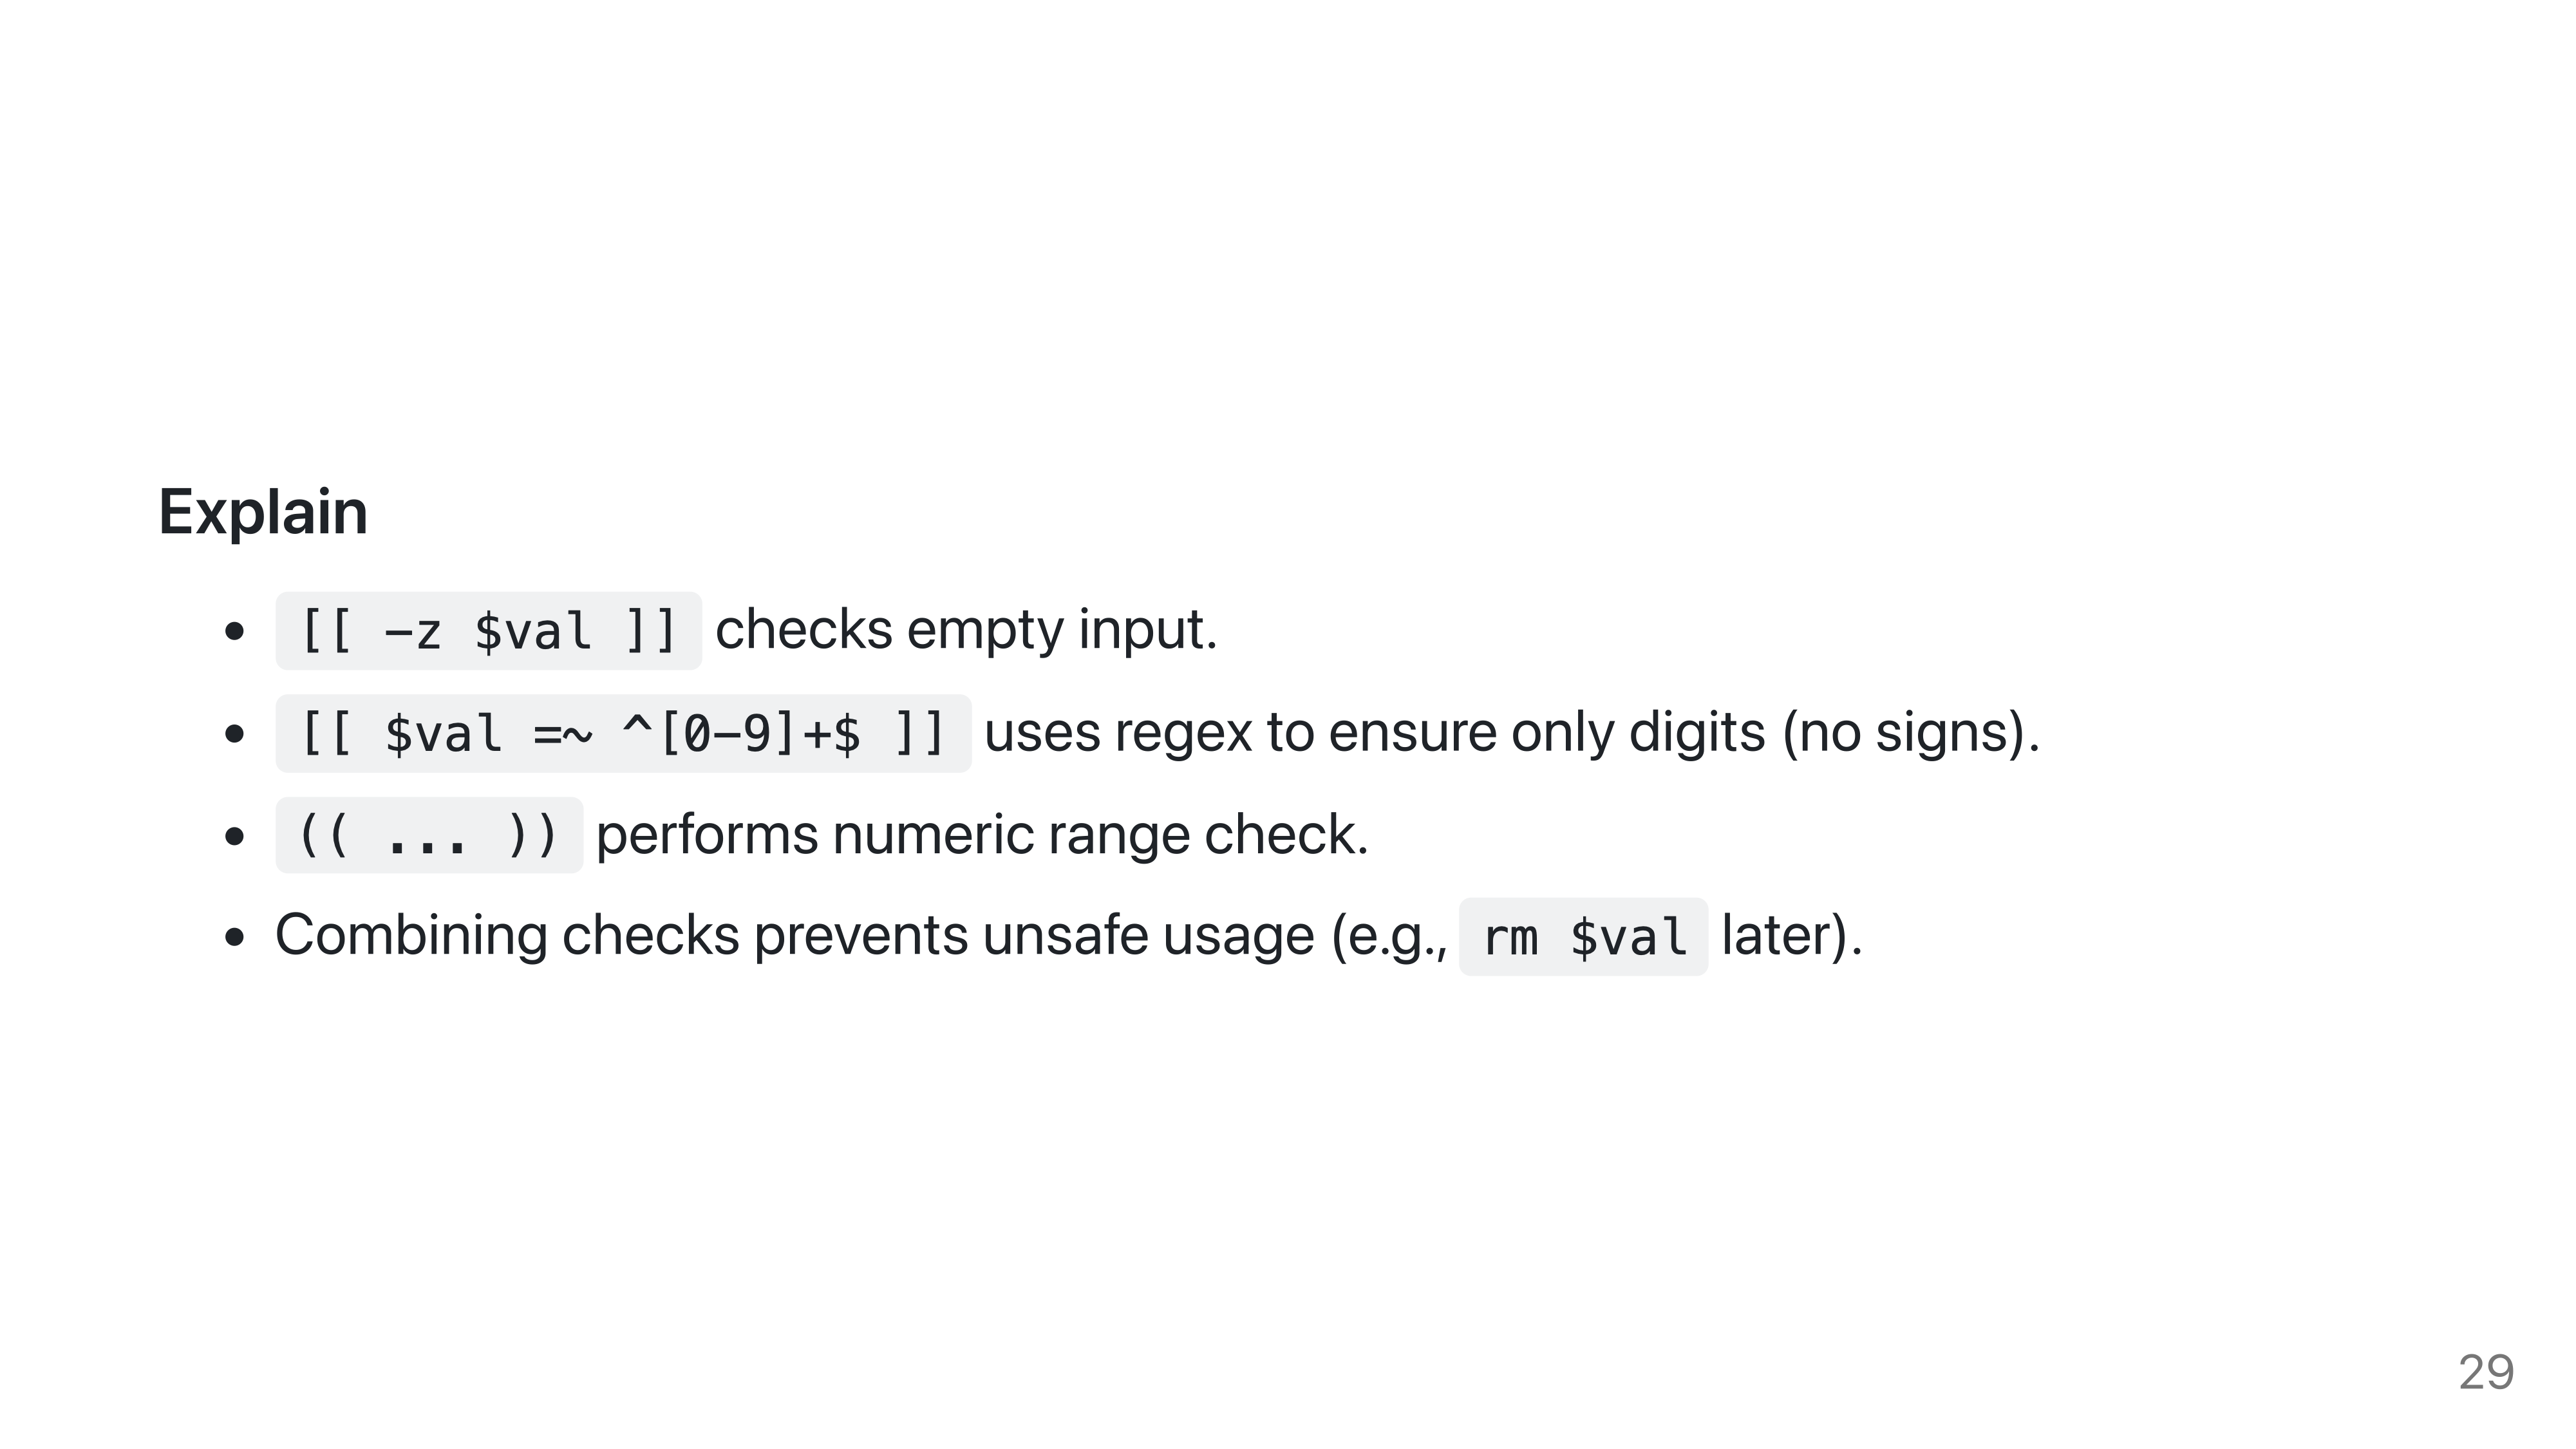 Explain
• [[ -z $val ]] checks empty input.
• [[ $val =~ ^[0-9]+$ ]] uses regex to ensure only digits (no signs).
• (( ... )) performs numeric range check.
• Combining checks prevents unsafe usage (e.g., rm $val later).
29